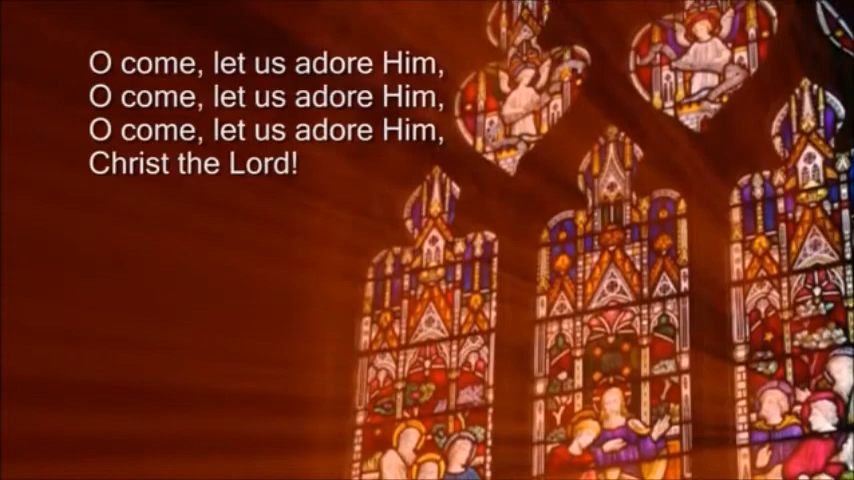 O come, let us adore Him,
O come, let us adore Him,
O come, let us adore Him,
Christ the Lord!